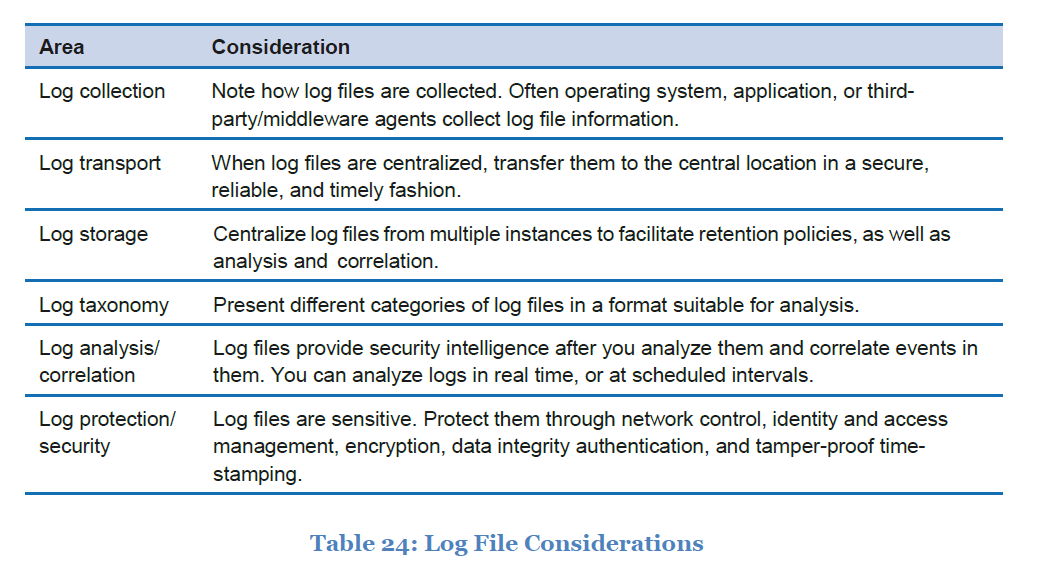 Area Consideration
Log collection Note how log files are collected. Often operating system, application, or third-
party/middleware agents collect log file information.
Log transport When log files are centralized, transfer them to the central location in a secure,
reliable, and timely fashion.
Log storage Centralize log files from multiple instances to facilitate retention policies, as well as
analysis and correlation.
Log taxonomy Present different categories of log files in a format suitable for analysis.
Log analysis/ Log files provide security intelligence after you analyze them and correlate events in
correlation them. You can analyze logs in real time, or at scheduled intervals.
Log protection/ Log files are sensitive. Protect them through network control, identity and access
security management, encryption, data integrity authentication, and tamper-proof time-
stamping.
Table 24: Log File Considerations